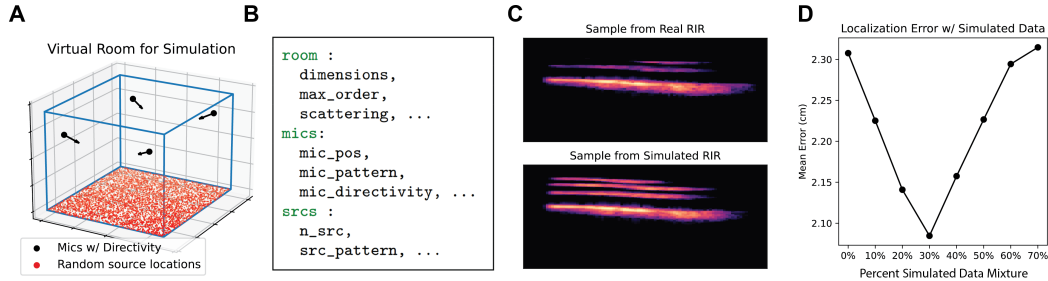 A
Virtual Room for Simulation
Mics w/ Directivity
Random source locations
B
room :
dimensions,
max_order,
scattering, ...
mics:
mic_pos,
mic_pattern,
mic_directivity, ...
srcs :
n_src,
src_pattern, ...
C
Sample from Real RIR
Sample from Simulated RIR
D
Localization Error w/ Simulated Data
Mean Error (cm)
2.30
2.25
2.20
2.15
2.10
0% 10% 20% 30% 40% 50% 60% 70%
Percent Simulated Data Mixture